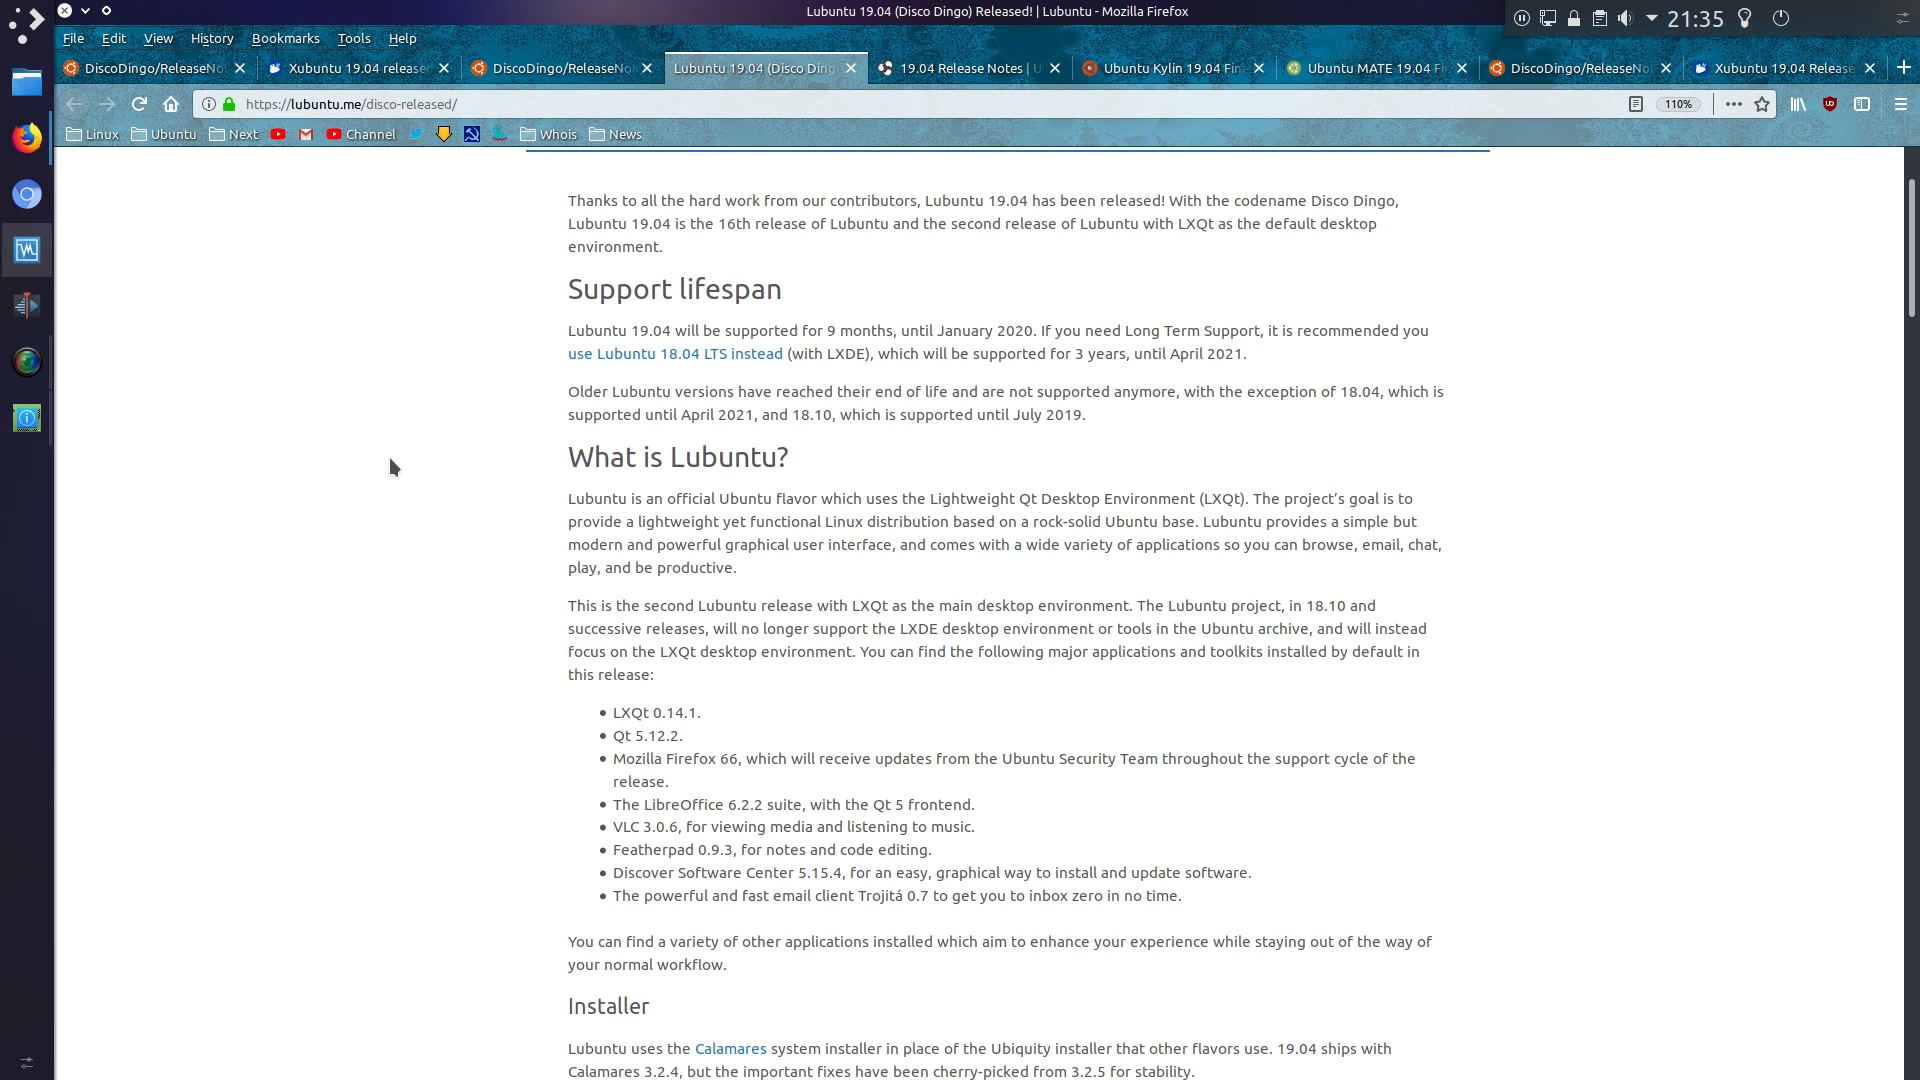 Lubuntu 19.04 (Disco Dingo) Released! | Lubuntu - Mozilla Firefox
21:35
File Edit View History Bookmarks Tools Help
DiscoDingo/ReleaseNo
Xubuntu 19.04 release
DiscoDingo/ReleaseNo
Lubuntu 19.04 (Disco Ding
19.04 Release Notes | U
Ubuntu Kylin 19.04 Fin
Ubuntu MATE 19.04 Fi
DiscoDingo/ReleaseNo
Xubuntu 19.04 Release
https://lubuntu.me/disco-released/
110%
Linux Ubuntu Next Channel Whois News
Thanks to all the hard work from our contributors, Lubuntu 19.04 has been released! With the codename Disco Dingo,
Lubuntu 19.04 is the 16th release of Lubuntu and the second release of Lubuntu with LXQt as the default desktop
environment.
Support lifespan
Lubuntu 19.04 will be supported for 9 months, until January 2020. If you need Long Term Support, it is recommended you
use Lubuntu 18.04 LTS instead (with LXDE), which will be supported for 3 years, until April 2021.
Older Lubuntu versions have reached their end of life and are not supported anymore, with the exception of 18.04, which is
supported until April 2021, and 18.10, which is supported until July 2019.
What is Lubuntu?
Lubuntu is an official Ubuntu flavor which uses the Lightweight Qt Desktop Environment (LXQt). The project’s goal is to
provide a lightweight yet functional Linux distribution based on a rock-solid Ubuntu base. Lubuntu provides a simple but
modern and powerful graphical user interface, and comes with a wide variety of applications so you can browse, email, chat,
play, and be productive.
This is the second Lubuntu release with LXQt as the main desktop environment. The Lubuntu project, in 18.10 and
successive releases, will no longer support the LXDE desktop environment or tools in the Ubuntu archive, and will instead
focus on the LXQt desktop environment. You can find the following major applications and toolkits installed by default in
this release:
• LXQt 0.14.1.
• Qt 5.12.2.
• Mozilla Firefox 66, which will receive updates from the Ubuntu Security Team throughout the support cycle of the
release.
• The LibreOffice 6.2.2 suite, with the Qt 5 frontend.
• VLC 3.0.6, for viewing media and listening to music.
• Featherpad 0.9.3, for notes and code editing.
• Discover Software Center 5.15.4, for an easy, graphical way to install and update software.
• The powerful and fast email client Trojitá 0.7 to get you to inbox zero in no time.
You can find a variety of other applications installed which aim to enhance your experience while staying out of the way of
your normal workflow.
Installer
Lubuntu uses the Calamares system installer in place of the Ubiquity installer that other flavors use. 19.04 ships with
Calamares 3.2.4, but the important fixes have been cherry-picked from 3.2.5 for stability.